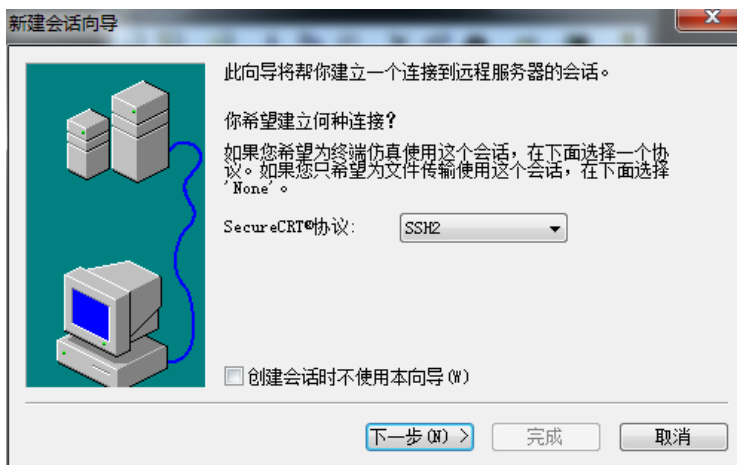 新建会话向导
此向导将帮你建立一个连接到远程服务器的会话。
你希望建立何种连接?
如果您希望为终端仿真使用这个会话，在下面选择一个协
议。如果您只希望为文件传输使用这个会话，在下面选择
'None'。
SecureCRT®协议: SSH2
创建会话时不使用本向导(W)
下一步(N) > 完成 取消